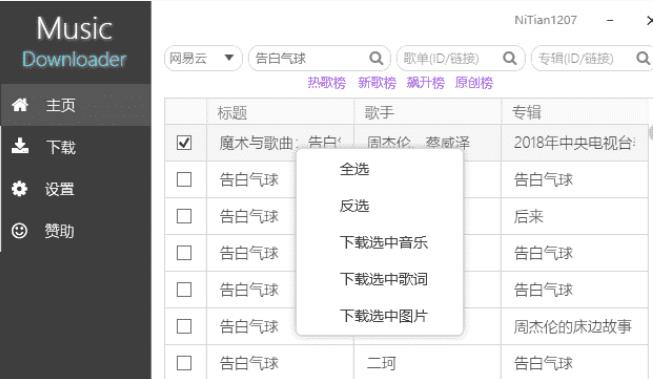 Music
Downloader
主页
下载
设置
赞助
NiTian1207
网易云 告白气球 歌单(ID/链接) 专辑(ID/链接)
热歌榜 新歌榜 飙升榜 原创榜
标题 歌手 专辑
魔术与歌曲：告白气 周杰伦、蔡威泽 2018年中央电视台
告白气球 告白气球
告白气球 后来
告白气球 告白气球
告白气球 告白气球
告白气球 周杰伦的床边故事
告白气球 二珂 告白气球
全选
反选
下载选中音乐
下载选中歌词
下载选中图片